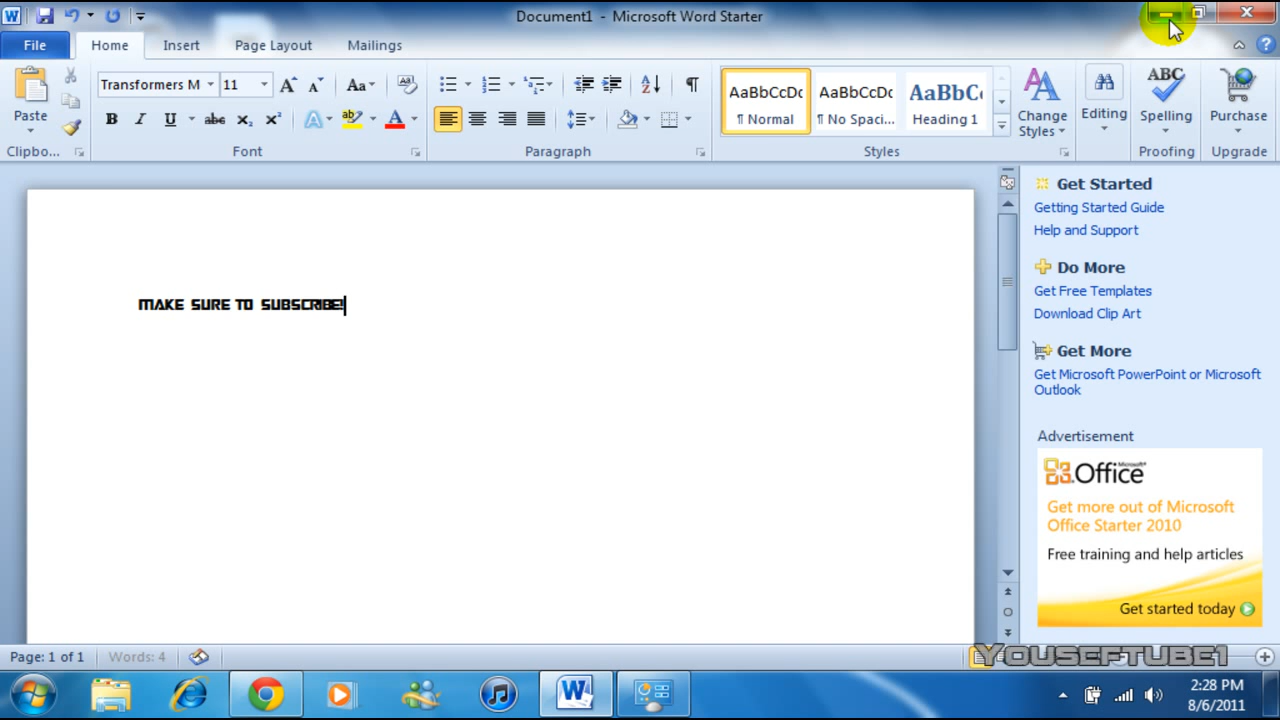 Document1 - Microsoft Word Starter
File Home Insert Page Layout Mailings
Paste
Clipbo...
Transformers M 11
Font
Paragraph
AaBbCcDc AaBbCcDc AaBbC
¶ Normal ¶ No Spaci... Heading 1
Change Styles
Styles
Editing
ABC
Spelling
Proofing
Purchase
Upgrade
MAKE SURE TO SUBSCRIBE!
Get Started
Getting Started Guide
Help and Support
Do More
Get Free Templates
Download Clip Art
Get More
Get Microsoft PowerPoint or Microsoft
Outlook
Advertisement
Microsoft
Office
Get more out of Microsoft
Office Starter 2010
Free training and help articles
Get started today
Page: 1 of 1 Words: 4
YOUSEFTUBE1
2:28 PM
8/6/2011